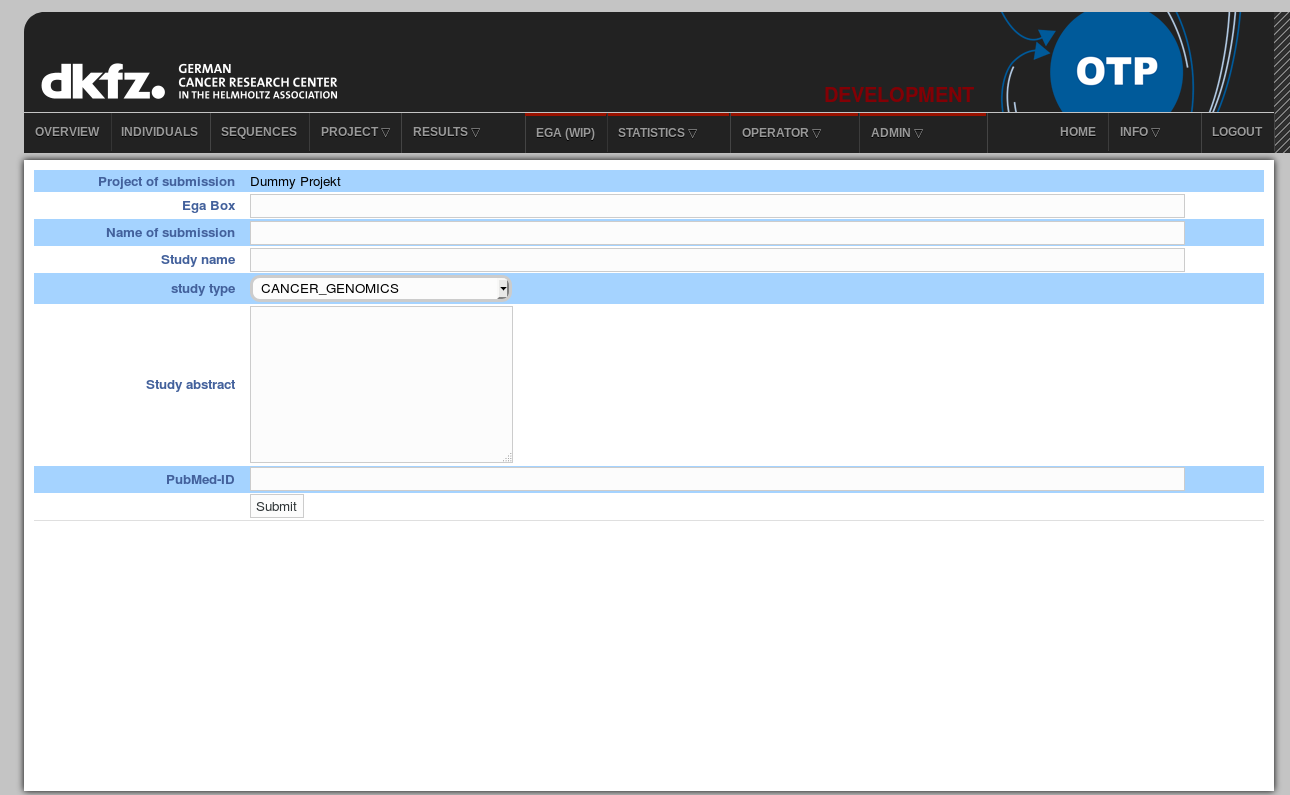 dkfz.
GERMAN
CANCER RESEARCH CENTER
IN THE HELMHOLTZ ASSOCIATION
DEVELOPMENT
OTP
OVERVIEW INDIVIDUALS SEQUENCES PROJECT ▽ RESULTS ▽ EGA (WIP) STATISTICS ▽ OPERATOR ▽ ADMIN ▽ HOME INFO ▽ LOGOUT
Project of submission Dummy Projekt
Ega Box
Name of submission
Study name
study type CANCER_GENOMICS
Study abstract
PubMed-ID
Submit